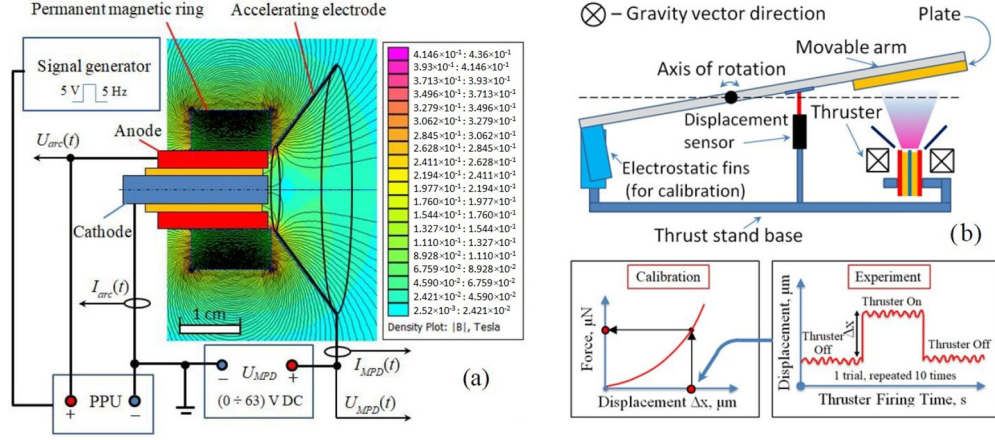 Permanent magnetic ring
Accelerating electrode
Signal generator
5 V 5 Hz
Anode
U_arc(t)
Cathode
I_arc(t)
1 cm
4.146×10⁻¹ : 4.36×10⁻¹
3.93×10⁻¹ : 4.146×10⁻¹
3.713×10⁻¹ : 3.93×10⁻¹
3.496×10⁻¹ : 3.713×10⁻¹
3.279×10⁻¹ : 3.496×10⁻¹
3.062×10⁻¹ : 3.279×10⁻¹
2.845×10⁻¹ : 3.062×10⁻¹
2.628×10⁻¹ : 2.845×10⁻¹
2.411×10⁻¹ : 2.628×10⁻¹
2.194×10⁻¹ : 2.411×10⁻¹
1.977×10⁻¹ : 2.194×10⁻¹
1.760×10⁻¹ : 1.977×10⁻¹
1.544×10⁻¹ : 1.760×10⁻¹
1.327×10⁻¹ : 1.544×10⁻¹
1.110×10⁻¹ : 1.327×10⁻¹
8.928×10⁻² : 1.110×10⁻¹
6.759×10⁻² : 8.928×10⁻²
4.590×10⁻² : 6.759×10⁻²
2.421×10⁻² : 4.590×10⁻²
2.52×10⁻³ : 2.421×10⁻²
Density Plot: |B|, Tesla
+ PPU −
− U_MPD +
(0 ÷ 63) V DC
I_MPD(t)
U_MPD(t)
(a)
– Gravity vector direction
Plate
Movable arm
Axis of rotation
Displacement
sensor
Thruster
Electrostatic fins
(for calibration)
Thrust stand base
(b)
Calibration
Force, μN
Displacement Δx, μm
Experiment
Displacement, μm
Thruster On
Δx
Thruster
Off
Thruster Off
1 trial, repeated 10 times
Thruster Firing Time, s